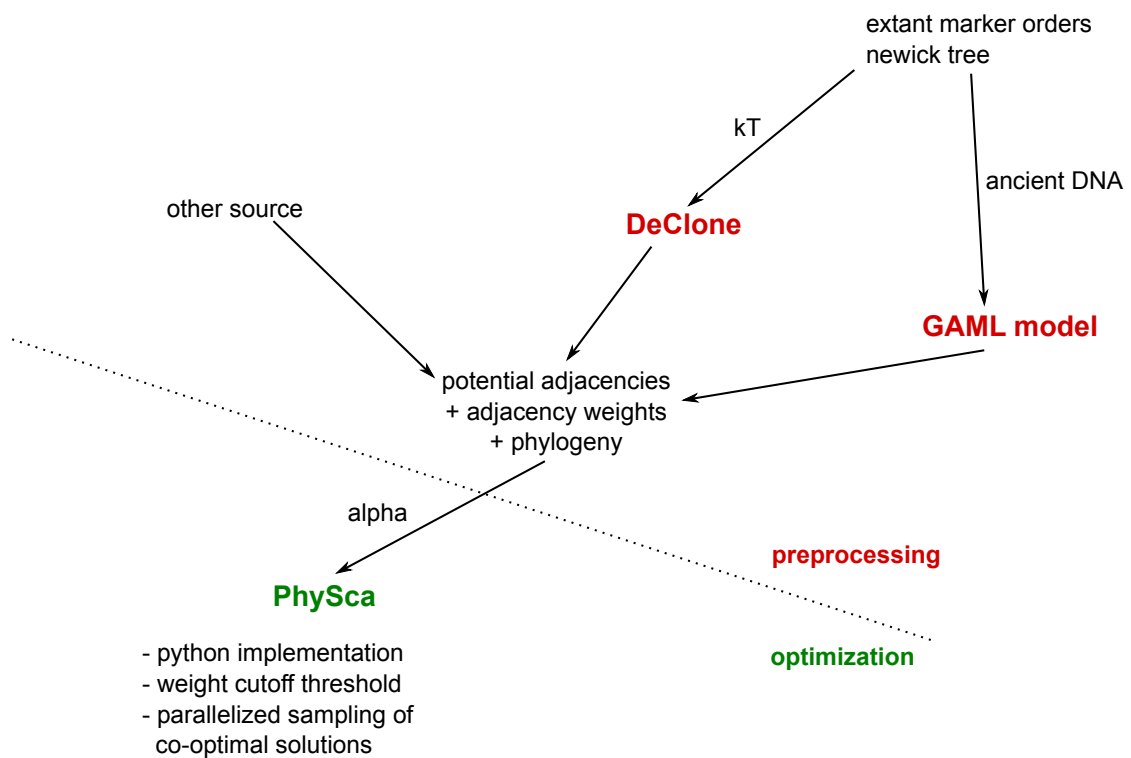 extant marker orders
newick tree
kT
ancient DNA
other source
DeClone
GAML model
potential adjacencies
+ adjacency weights
+ phylogeny
alpha
preprocessing
PhySca
optimization
- python implementation
- weight cutoff threshold
- parallelized sampling of
co-optimal solutions